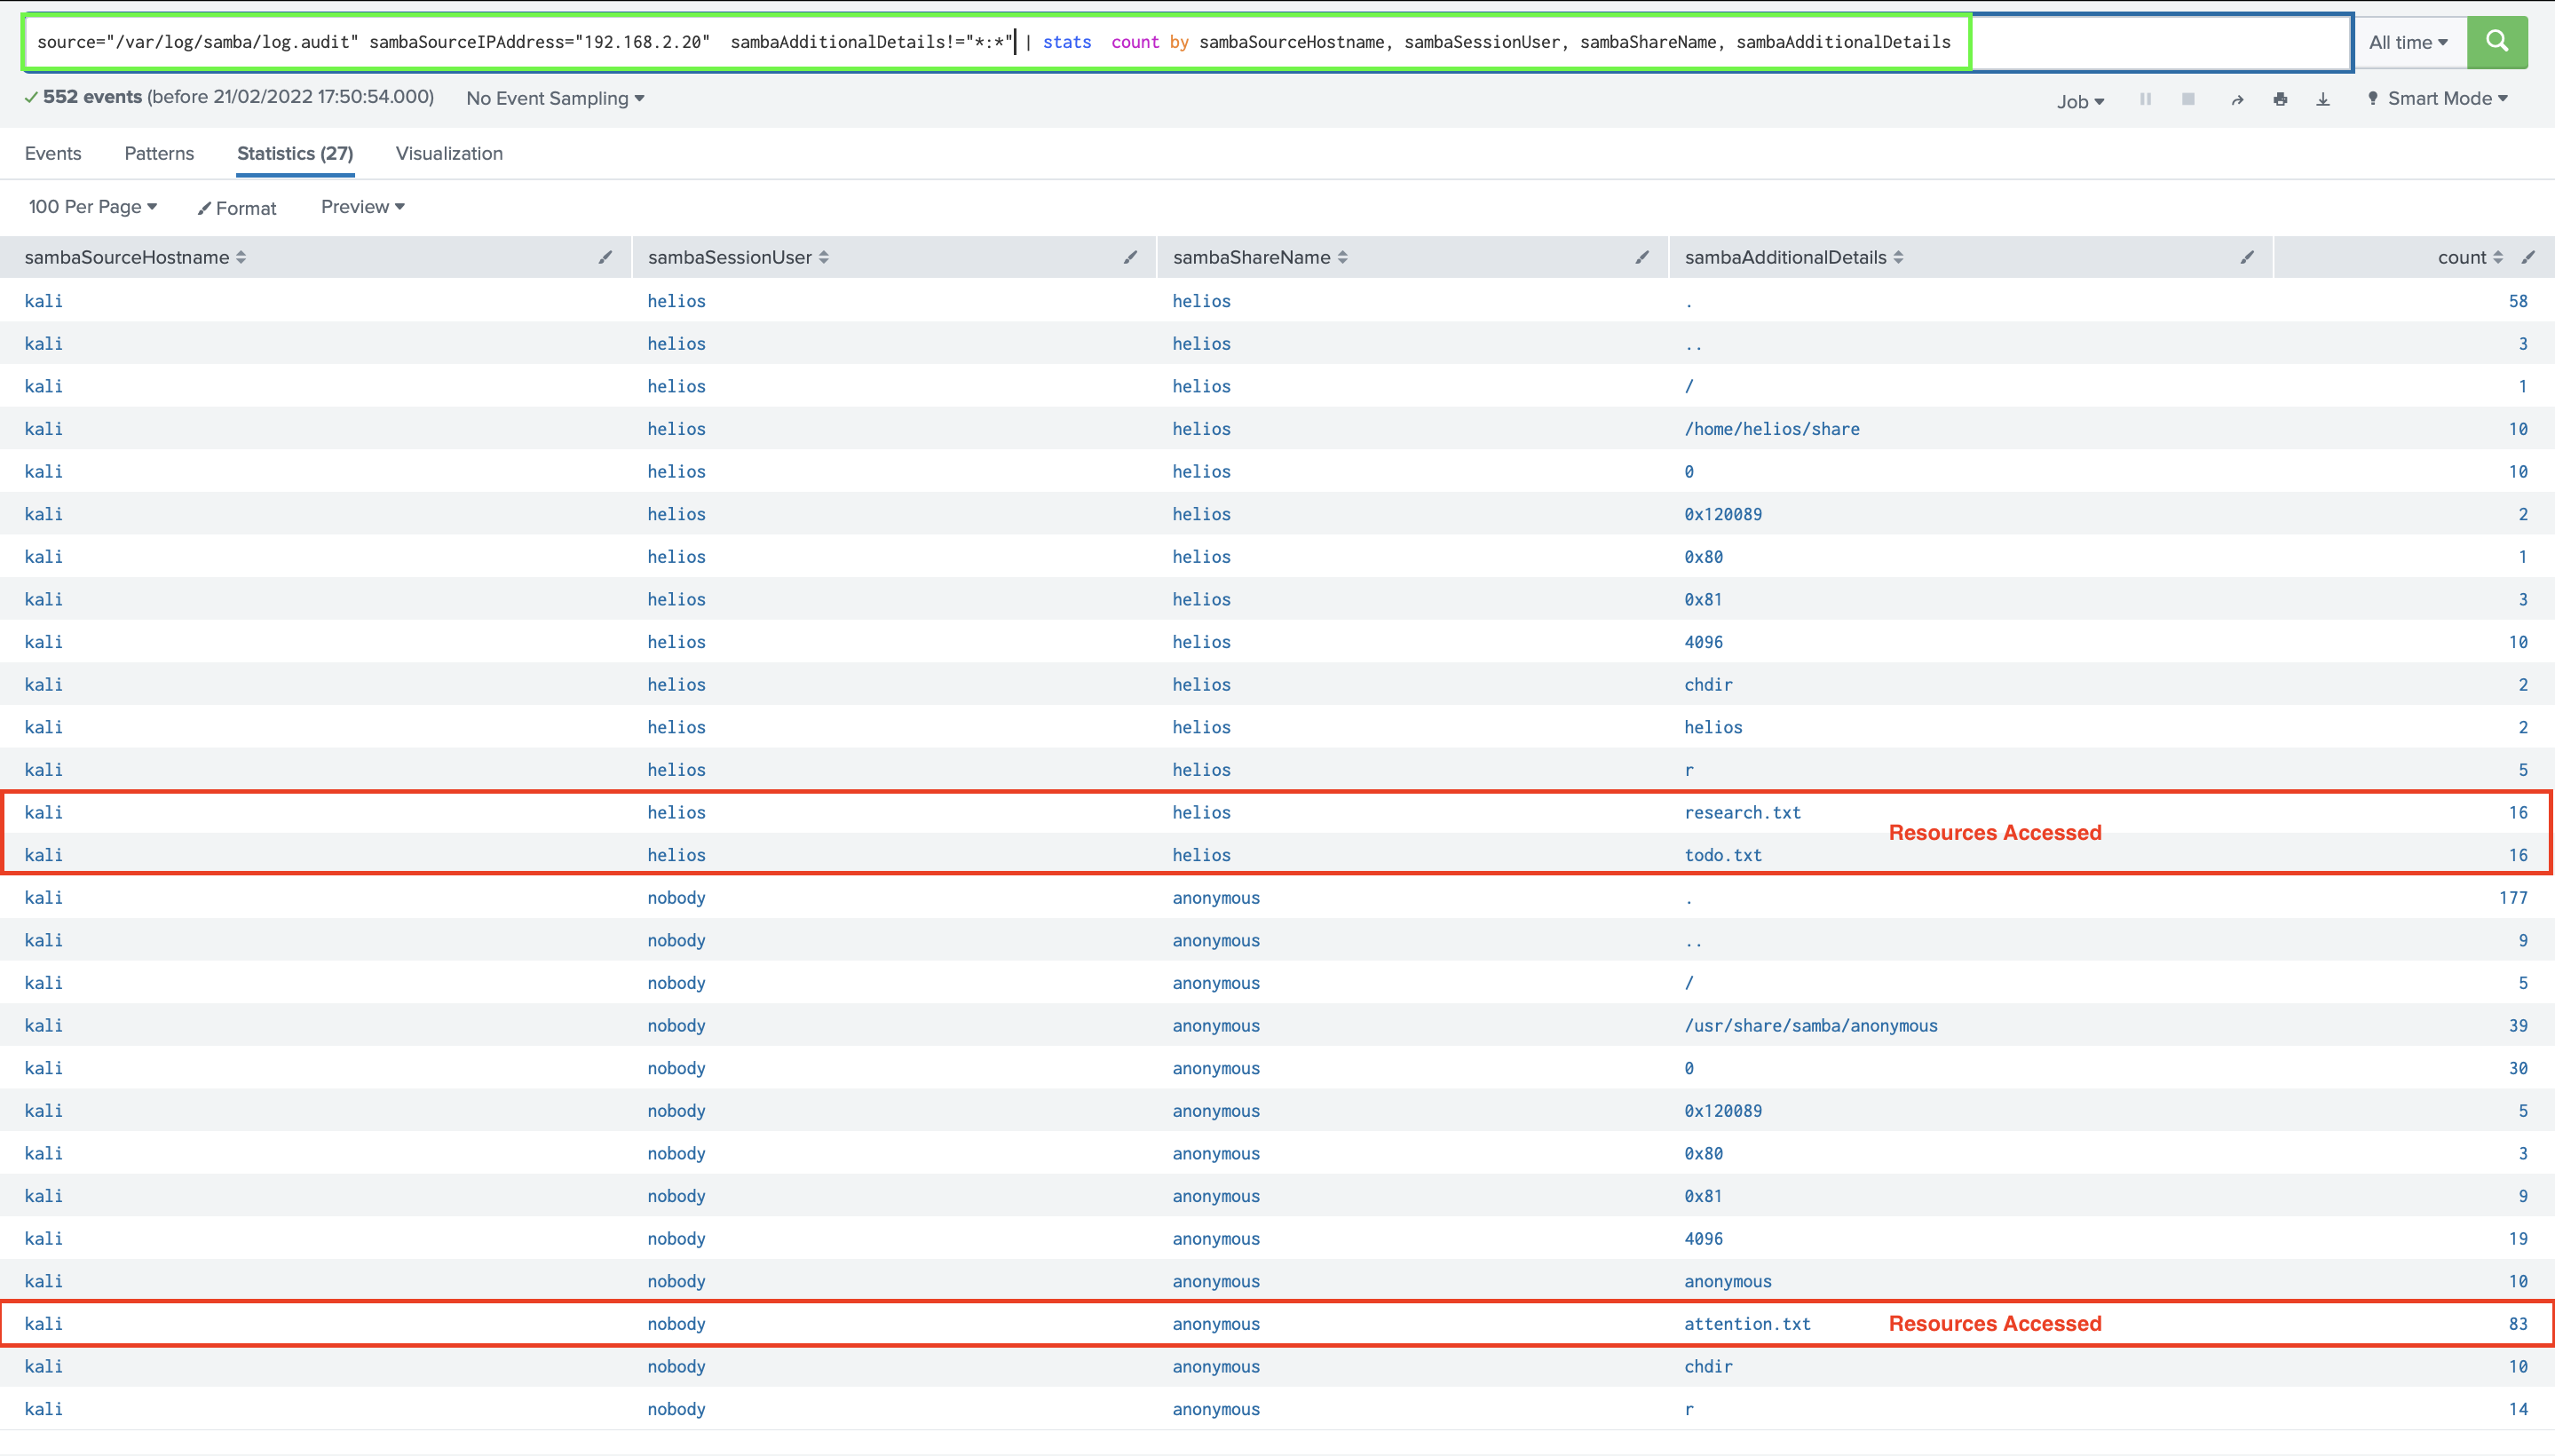 source="/var/log/samba/log.audit" sambaSourceIPAddress="192.168.2.20"  sambaAdditionalDetails!="*:*" | stats  count by sambaSourceHostname, sambaSessionUser, sambaShareName, sambaAdditionalDetails All time
552 events (before 21/02/2022 17:50:54.000) No Event Sampling Job Smart Mode
Events Patterns Statistics (27) Visualization
100 Per Page Format Preview
sambaSourceHostname sambaSessionUser sambaShareName sambaAdditionalDetails count
kali helios helios . 58
kali helios helios .. 3
kali helios helios / 1
kali helios helios /home/helios/share 10
kali helios helios 0 10
kali helios helios 0x120089 2
kali helios helios 0x80 1
kali helios helios 0x81 3
kali helios helios 4096 10
kali helios helios chdir 2
kali helios helios helios 2
kali helios helios r 5
kali helios helios research.txt 16
Resources Accessed
kali helios helios todo.txt 16
kali nobody anonymous . 177
kali nobody anonymous .. 9
kali nobody anonymous / 5
kali nobody anonymous /usr/share/samba/anonymous 39
kali nobody anonymous 0 30
kali nobody anonymous 0x120089 5
kali nobody anonymous 0x80 3
kali nobody anonymous 0x81 9
kali nobody anonymous 4096 19
kali nobody anonymous anonymous 10
kali nobody anonymous attention.txt Resources Accessed 83
kali nobody anonymous chdir 10
kali nobody anonymous r 14